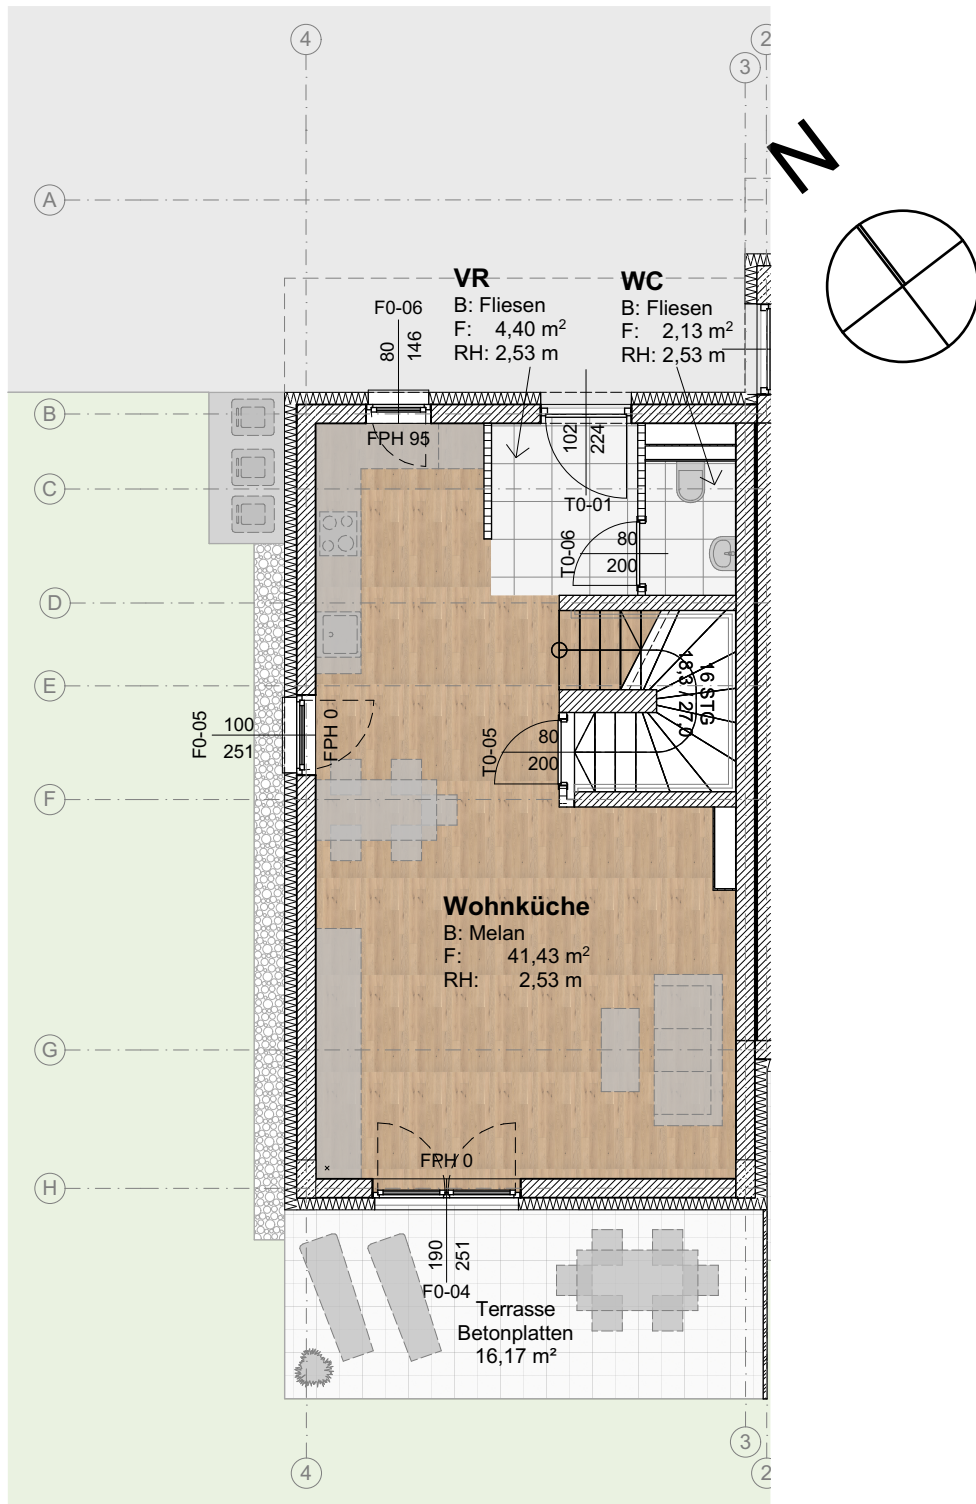 4
2
3
N
A
VR
B: Fliesen
F: 4,40 m²
RH: 2,53 m
WC
B: Fliesen
F: 2,13 m²
RH: 2,53 m
F0-06
80
146
B
FPH 95
102
224
C
T0-01
T0-06
80
200
D
E
16 STG
18,3 / 27,0
F0-05
100
251
FPH 0
T0-05
80
200
F
Wohnküche
B: Melan
F: 41,43 m²
RH: 2,53 m
G
FPH 0
H
190
251
F0-04
Terrasse
Betonplatten
16,17 m²
3
4
2